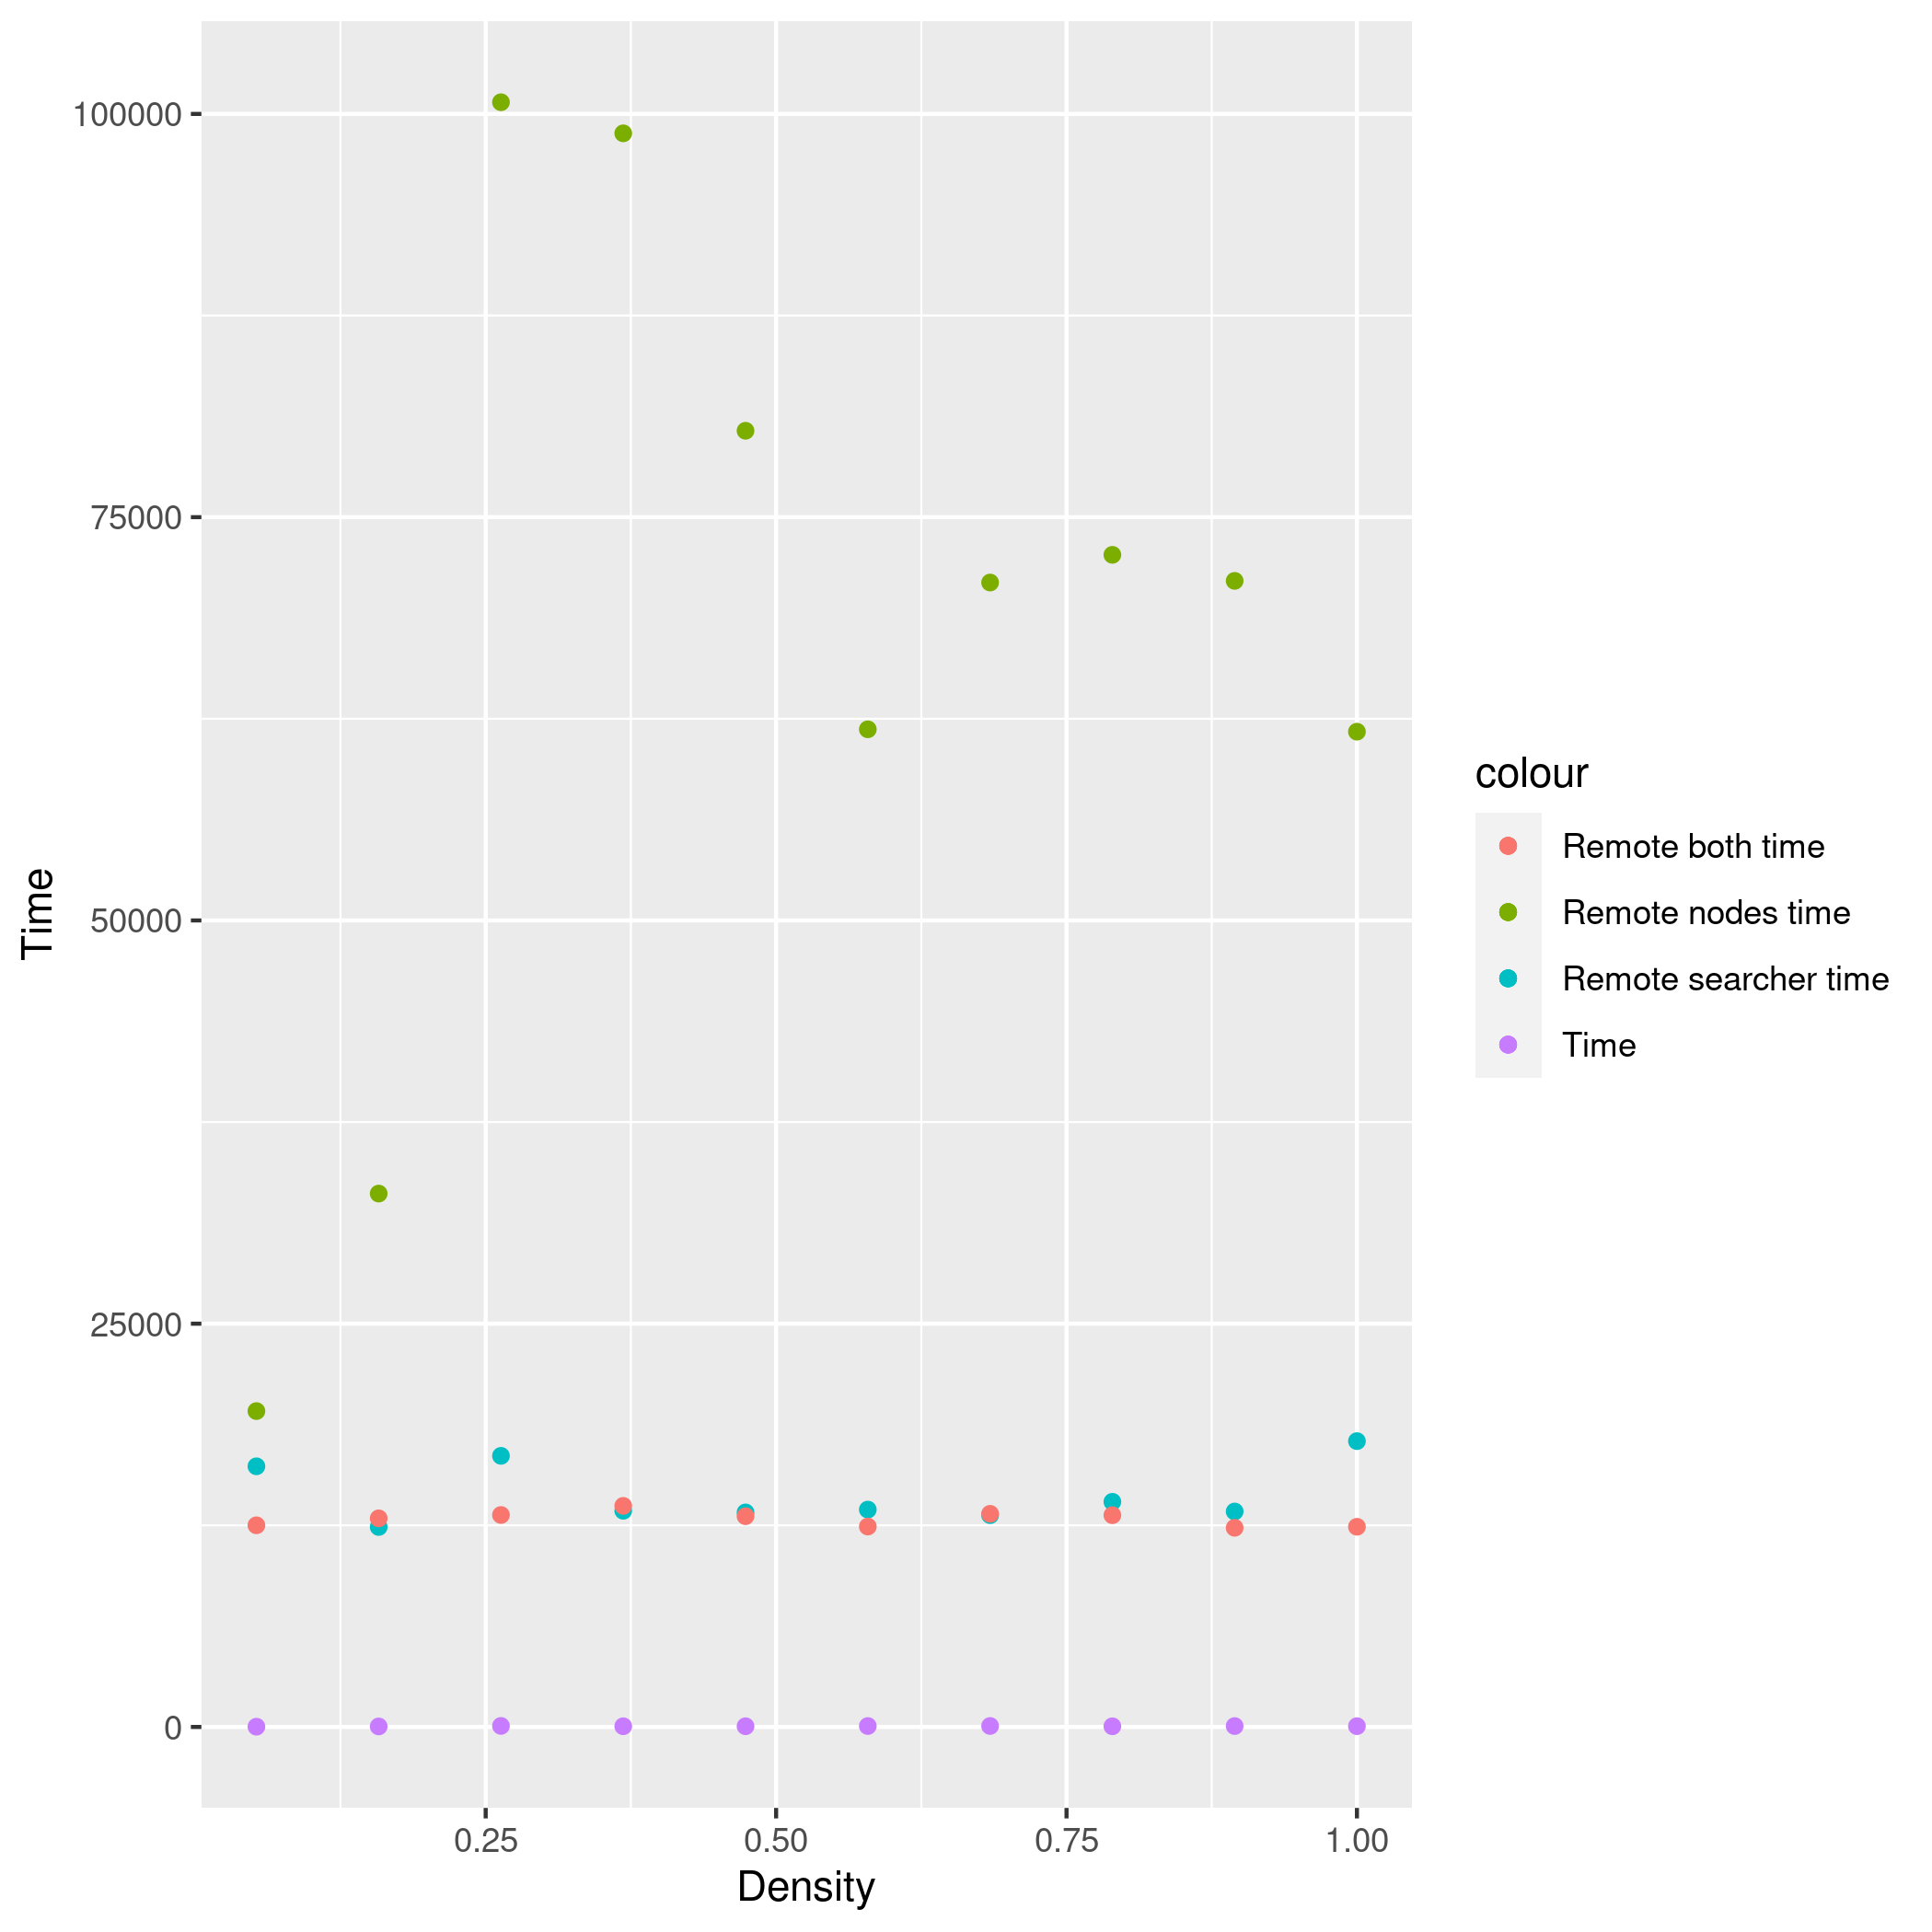 100000
75000
50000
25000
0
Time
0.25
0.50
0.75
1.00
Density
colour
Remote both time
Remote nodes time
Remote searcher time
Time